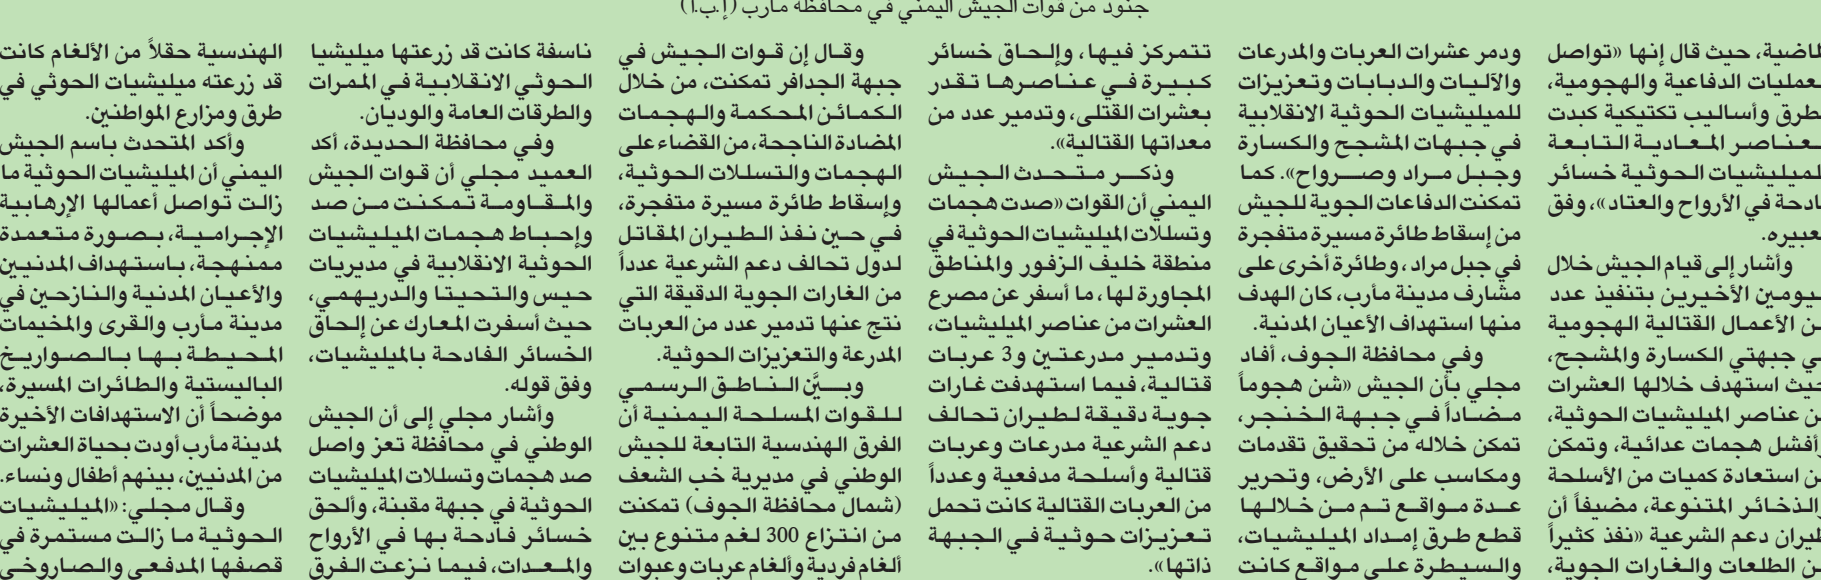 جنود من قوات الجيش اليمني في محافظة مأرب (إ.ب.أ)
الماضية، حيث قال إنها «تواصل
العمليات الدفاعية والهجومية،
بطرق وأساليب تكتيكية كبدت
العناصر المعادية التابعة
للميليشيات الحوثية خسائر
فادحة في الأرواح والعتاد»، وفق
تعبيره.
وأشار إلى قيام الجيش خلال
اليومين الأخيرين بتنفيذ عدد
من الأعمال القتالية الهجومية
في جبهتي الكسارة والمشجح،
حيث استهدف خلالها العشرات
من عناصر الميليشيات الحوثية،
وأفشل هجمات عدائية، وتمكن
من استعادة كميات من الأسلحة
والذخائر المتنوعة، مضيفاً أن
طيران دعم الشرعية «نفذ كثيراً
من الطلعات والغارات الجوية،
ودمر عشرات العربات والمدرعات
والآليات والدبابات وتعزيزات
للميليشيات الحوثية الانقلابية
في جبهات المشجح والكسارة
وجبل مراد وصرواح». كما
تمكنت الدفاعات الجوية للجيش
من إسقاط طائرة مسيرة متفجرة
في جبل مراد، وطائرة أخرى على
مشارف مدينة مأرب، كان الهدف
منها استهداف الأعيان المدنية.
وفي محافظة الجوف، أفاد
مجلي بأن الجيش «شن هجوماً
مضاداً في جبهة الخنجر،
تمكن خلاله من تحقيق تقدمات
ومكاسب على الأرض، وتحرير
عدة مواقع تم من خلالها
قطع طرق إمداد الميليشيات،
والسيطرة على مواقع كانت
تتمركز فيها، وإلحاق خسائر
كبيرة في عناصرها تقدر
بعشرات القتلى، وتدمير عدد من
معداتها القتالية».
وذكر متحدث الجيش
اليمني أن القوات «صدت هجمات
وتسللات الميليشيات الحوثية في
منطقة خليف الزفور والمناطق
المجاورة لها، ما أسفر عن مصرع
العشرات من عناصر الميليشيات،
وتدمير مدرعتين و3 عربات
قتالية، فيما استهدفت غارات
جوية دقيقة لطيران تحالف
دعم الشرعية مدرعات وعربات
قتالية وأسلحة مدفعية وعدداً
من العربات القتالية كانت تحمل
تعزيزات حوثية في الجبهة
ذاتها».
وقال إن قوات الجيش في
جبهة الجدافر تمكنت، من خلال
الكمائن المحكمة والهجمات
المضادة الناجحة، من القضاء على
الهجمات والتسللات الحوثية،
وإسقاط طائرة مسيرة متفجرة،
في حين نفذ الطيران المقاتل
لدول تحالف دعم الشرعية عدداً
من الغارات الجوية الدقيقة التي
نتج عنها تدمير عدد من العربات
المدرعة والتعزيزات الحوثية.
وبيَّن الناطق الرسمي
للقوات المسلحة اليمنية أن
الفرق الهندسية التابعة للجيش
الوطني في مديرية خب الشعف
(شمال محافظة الجوف) تمكنت
من انتزاع 300 لغم متنوع بين
ألغام فردية وألغام عربات وعبوات
ناسفة كانت قد زرعتها ميليشيا
الحوثي الانقلابية في الممرات
والطرقات العامة والوديان.
وفي محافظة الحديدة، أكد
العميد مجلي أن قوات الجيش
والمقاومة تمكنت من صد
وإحباط هجمات الميليشيات
الحوثية الانقلابية في مديريات
حيس والتحيتا والدريهمي،
حيث أسفرت المعارك عن إلحاق
الخسائر الفادحة بالميليشيات،
وفق قوله.
وأشار مجلي إلى أن الجيش
الوطني في محافظة تعز واصل
صد هجمات وتسللات الميليشيات
الحوثية في جبهة مقبنة، وألحق
خسائر فادحة بها في الأرواح
والمعدات، فيما نزعت الفرق
الهندسية حقلاً من الألغام كانت
قد زرعته ميليشيات الحوثي في
طرق ومزارع المواطنين.
وأكد المتحدث باسم الجيش
اليمني أن الميليشيات الحوثية ما
زالت تواصل أعمالها الإرهابية
الإجرامية، بصورة متعمدة
ممنهجة، باستهداف المدنيين
والأعيان المدنية والنازحين في
مدينة مأرب والقرى والمخيمات
المحيطة بها بالصواريخ
الباليستية والطائرات المسيرة،
موضحاً أن الاستهدافات الأخيرة
لمدينة مأرب أودت بحياة العشرات
من المدنيين، بينهم أطفال ونساء.
وقال مجلي: «الميليشيات
الحوثية ما زالت مستمرة في
قصفها المدفعي والصاروخي